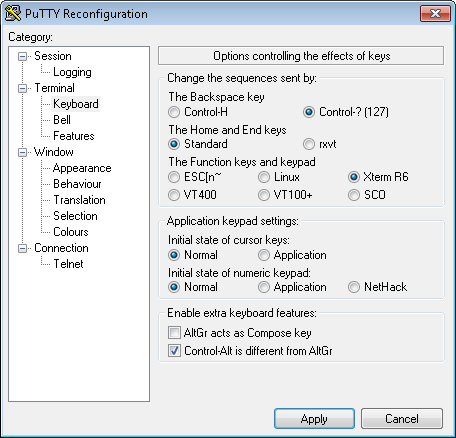 PuTTY Reconfiguration
Category:
Session
Logging
Terminal
Keyboard
Bell
Features
Window
Appearance
Behaviour
Translation
Selection
Colours
Connection
Telnet
Options controlling the effects of keys
Change the sequences sent by:
The Backspace key
Control-H Control-? (127)
The Home and End keys
Standard rxvt
The Function keys and keypad
ESC[n~ Linux Xterm R6
VT400 VT100+ SCO
Application keypad settings:
Initial state of cursor keys:
Normal Application
Initial state of numeric keypad:
Normal Application NetHack
Enable extra keyboard features:
AltGr acts as Compose key
Control-Alt is different from AltGr
Apply Cancel